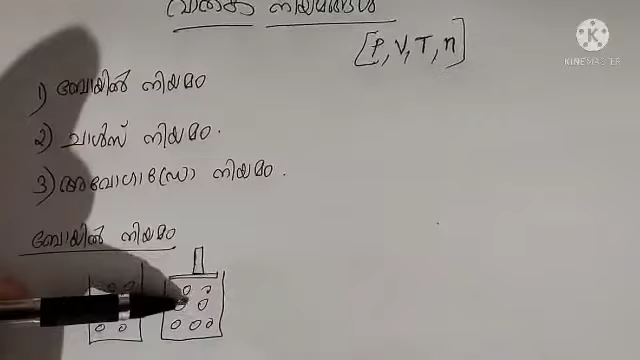 വാതക നിയമങ്ങൾ
[P, V, T, n]
1) ബോയിൽ നിയമം
2) ചാൾസ് നിയമം.
3) അവോഗാഡ്രോ നിയമം.
ബോയിൽ നിയമം
KINEMASTER